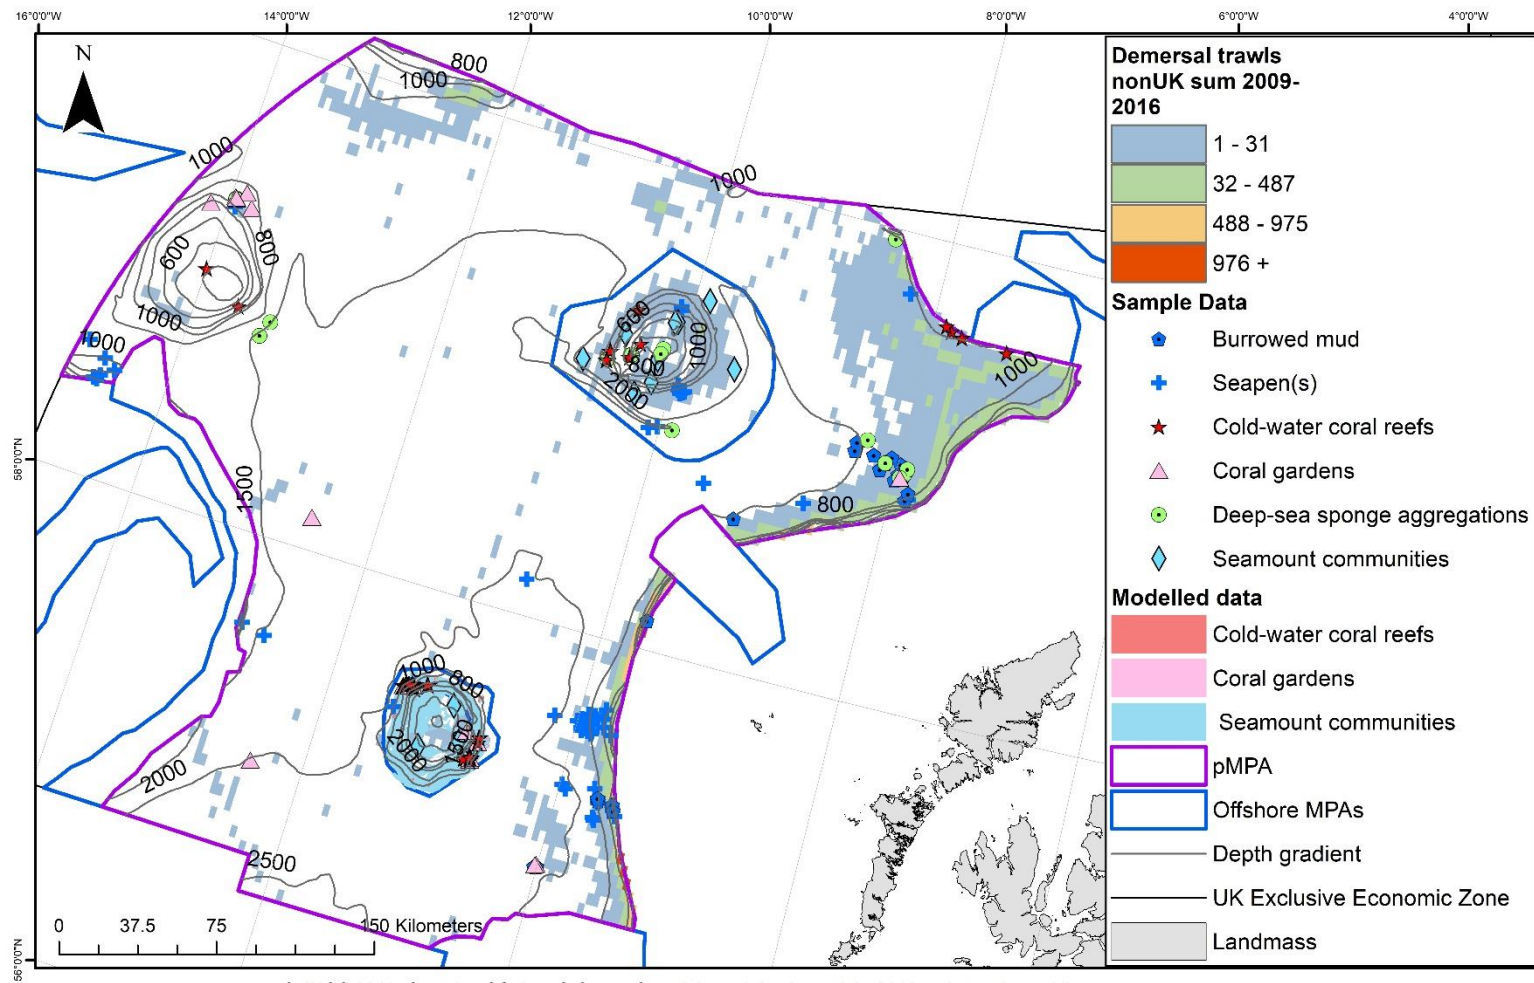 16°0'0"W 14°0'0"W 12°0'0"W 10°0'0"W 8°0'0"W 6°0'0"W 4°0'0"W
N
58°0'0"N
56°0'0"N
800
1000
1000
1000
600
800
1000
1000
600
1000
800
2000
1000
800
1500
1000
800
1500
2000
2000
2500
0 37.5 75 150 Kilometers
Demersal trawls
nonUK sum 2009-
2016
1 - 31
32 - 487
488 - 975
976 +
Sample Data
Burrowed mud
Seapen(s)
Cold-water coral reefs
Coral gardens
Deep-sea sponge aggregations
Seamount communities
Modelled data
Cold-water coral reefs
Coral gardens
Seamount communities
pMPA
Offshore MPAs
Depth gradient
UK Exclusive Economic Zone
Landmass